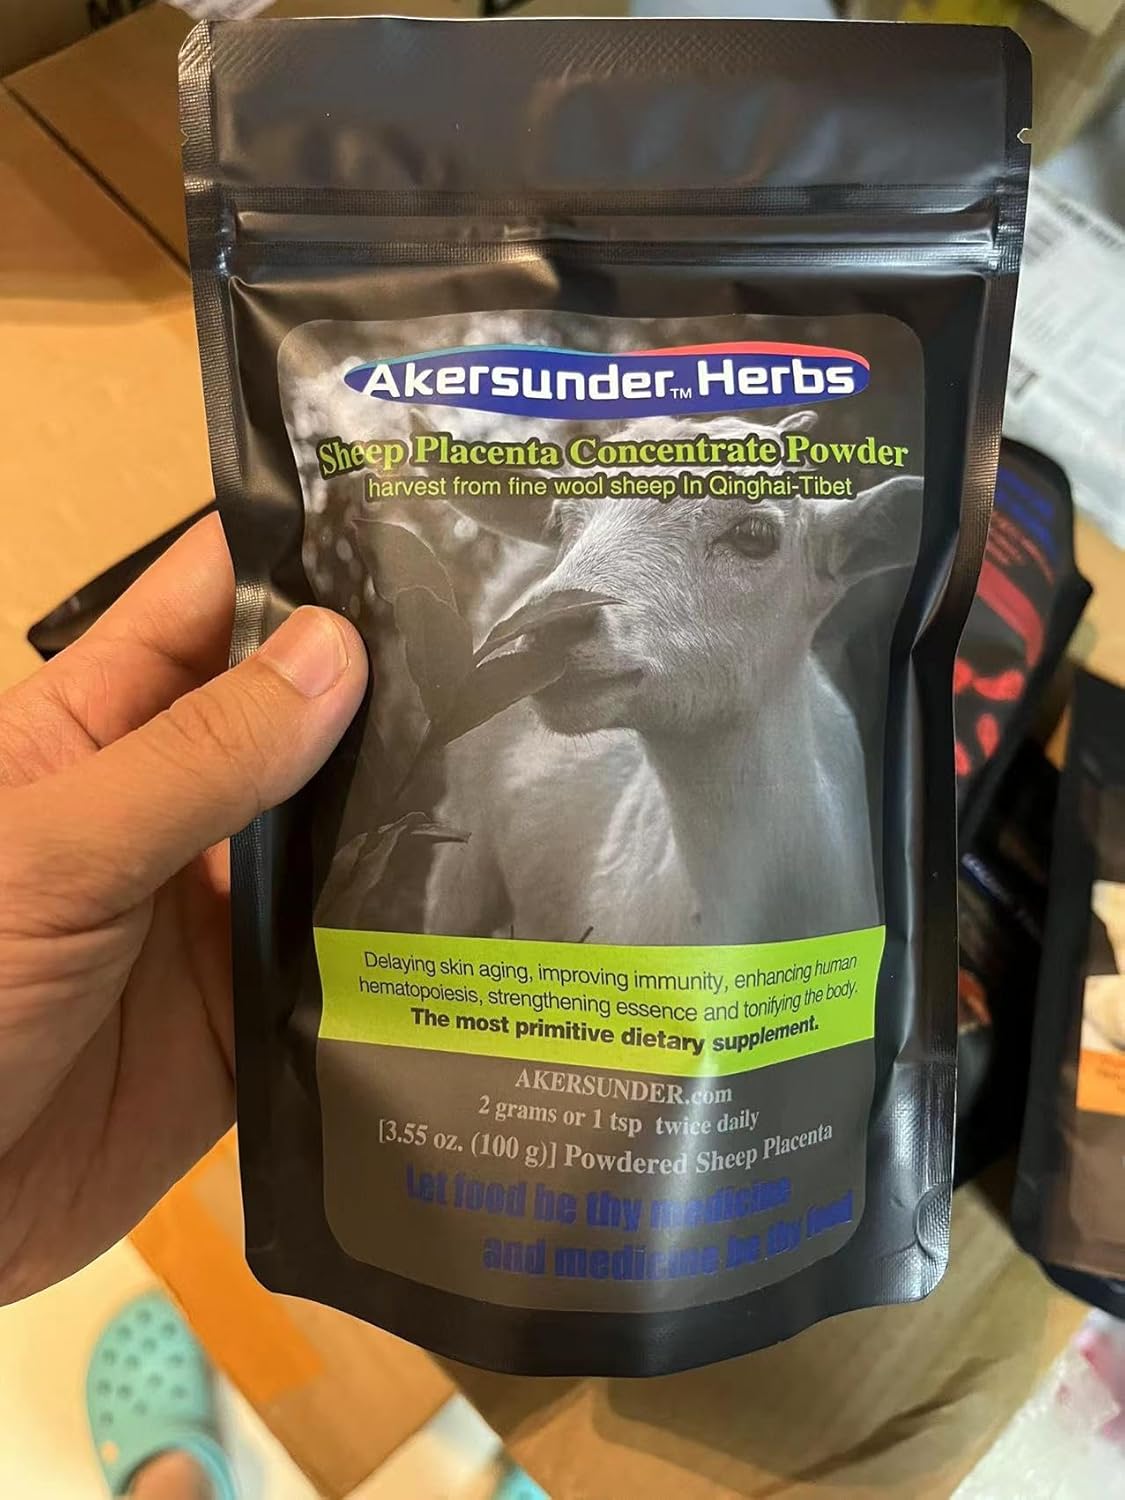 Akersunder™ Herbs
Sheep Placenta Concentrate Powder
harvest from fine wool sheep In Qinghai-Tibet
Delaying skin aging, improving immunity, enhancing human
hematopoiesis, strengthening essence and tonifying the body.
The most primitive dietary supplement.
AKERSUNDER.com
2 grams or 1 tsp twice daily
[3.55 oz. (100 g)] Powdered Sheep Placenta
Let food be thy medicine
and medicine be thy food